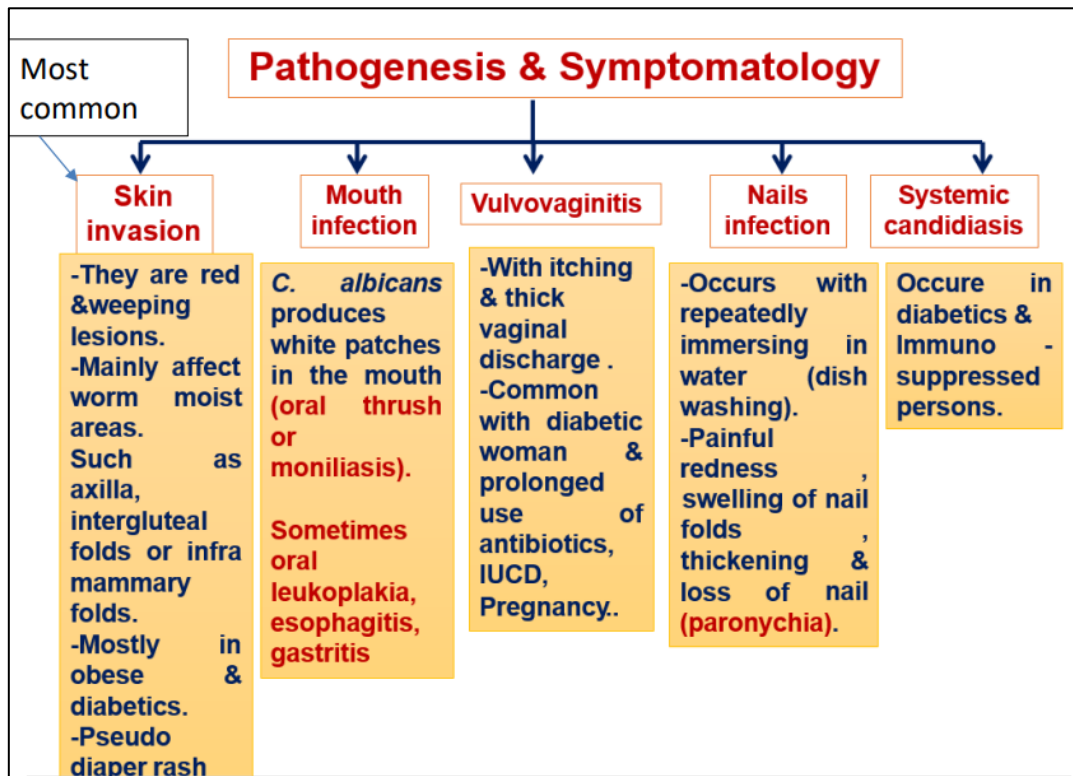 Most
common
Pathogenesis & Symptomatology
Skin
invasion
-They are red
&weeping
lesions.
-Mainly affect
worm moist
areas.
Such as
axilla,
intergluteal
folds or infra
mammary
folds.
-Mostly in
obese &
diabetics.
-Pseudo
diaper rash
Mouth
infection
C. albicans
produces
white patches
in the mouth
(oral thrush
or
moniliasis).
Sometimes
oral
leukoplakia,
esophagitis,
gastritis
Vulvovaginitis
-With itching
& thick
vaginal
discharge .
-Common
with diabetic
woman &
prolonged
use of
antibiotics,
IUCD,
Pregnancy..
Nails
infection
-Occurs with
repeatedly
immersing in
water (dish
washing).
-Painful
redness ,
swelling of nail
folds ,
thickening &
loss of nail
(paronychia).
Systemic
candidiasis
Occure in
diabetics &
Immuno -
suppressed
persons.